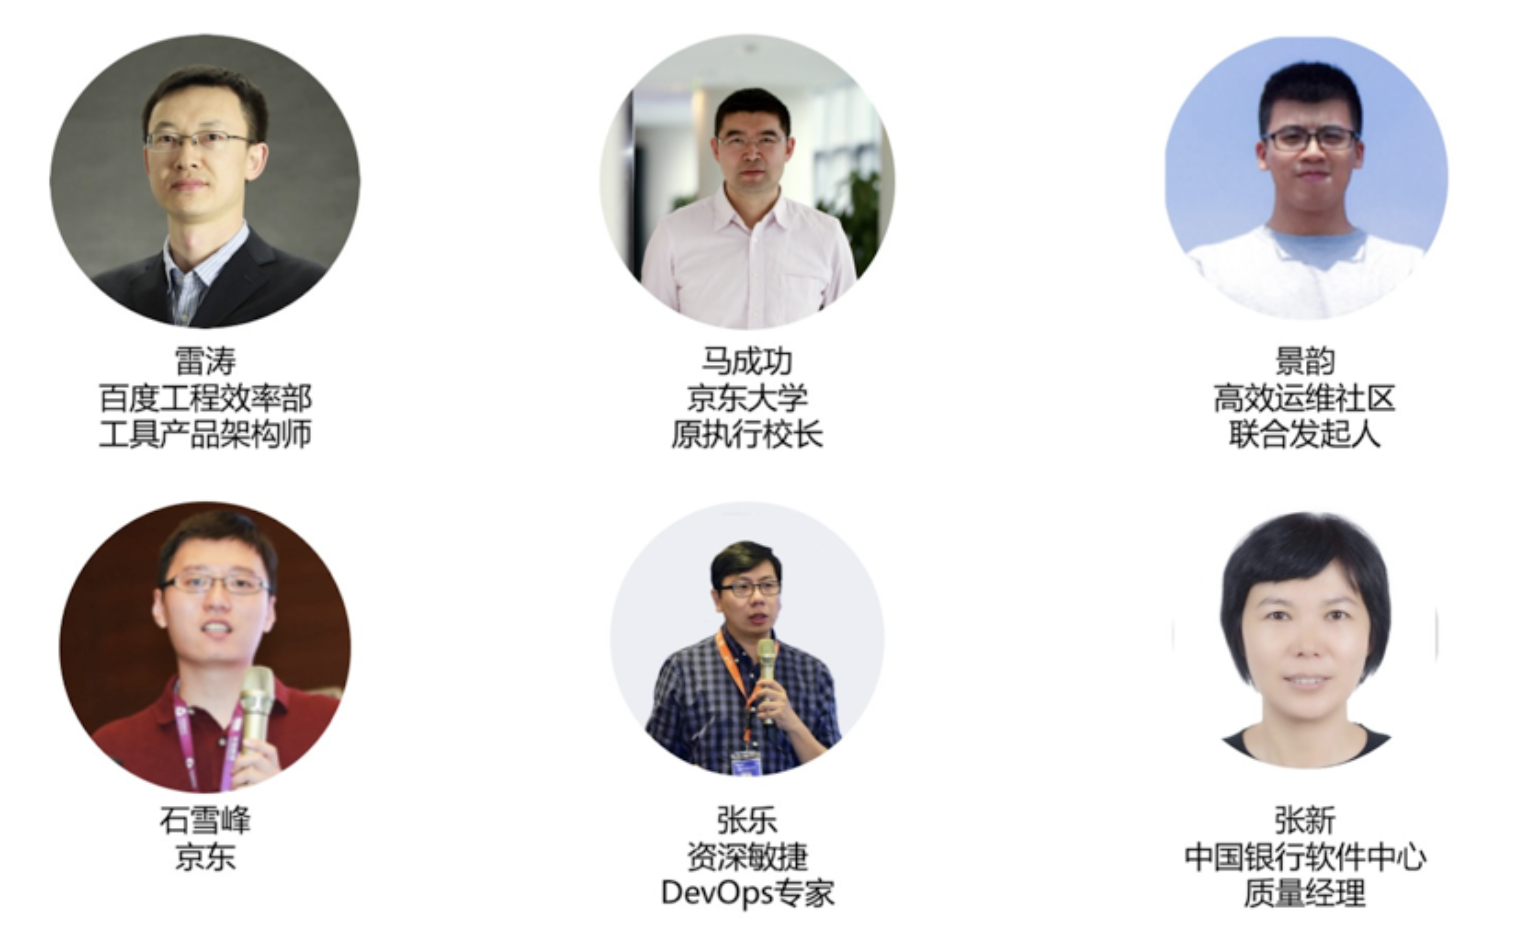 雷涛
百度工程效率部
工具产品架构师
马成功
京东大学
原执行校长
景韵
高效运维社区
联合发起人
石雪峰
京东
张乐
资深敏捷
DevOps专家
张新
中国银行软件中心
质量经理